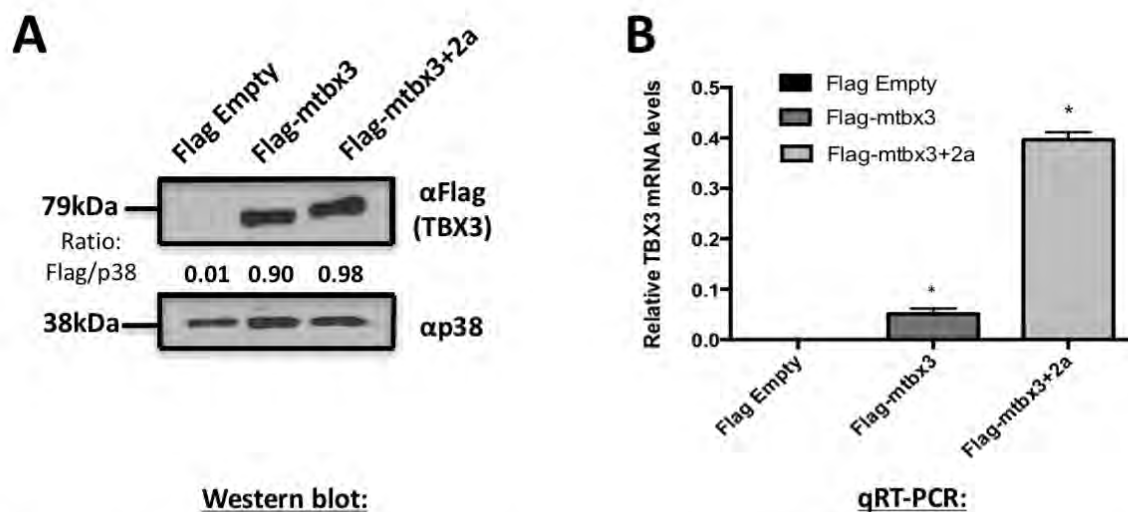 A
Flag Empty
Flag-mtbx3
Flag-mtbx3+2a
79kDa
αFlag
(TBX3)
Ratio:
Flag/p38
0.01 0.90 0.98
38kDa
αp38
Western blot:
B
Relative TBX3 mRNA levels
0.5
0.4
0.3
0.2
0.1
0.0
Flag Empty
Flag-mtbx3
Flag-mtbx3+2a
*
*
Flag Empty
Flag-mtbx3
Flag-mtbx3+2a
qRT-PCR: